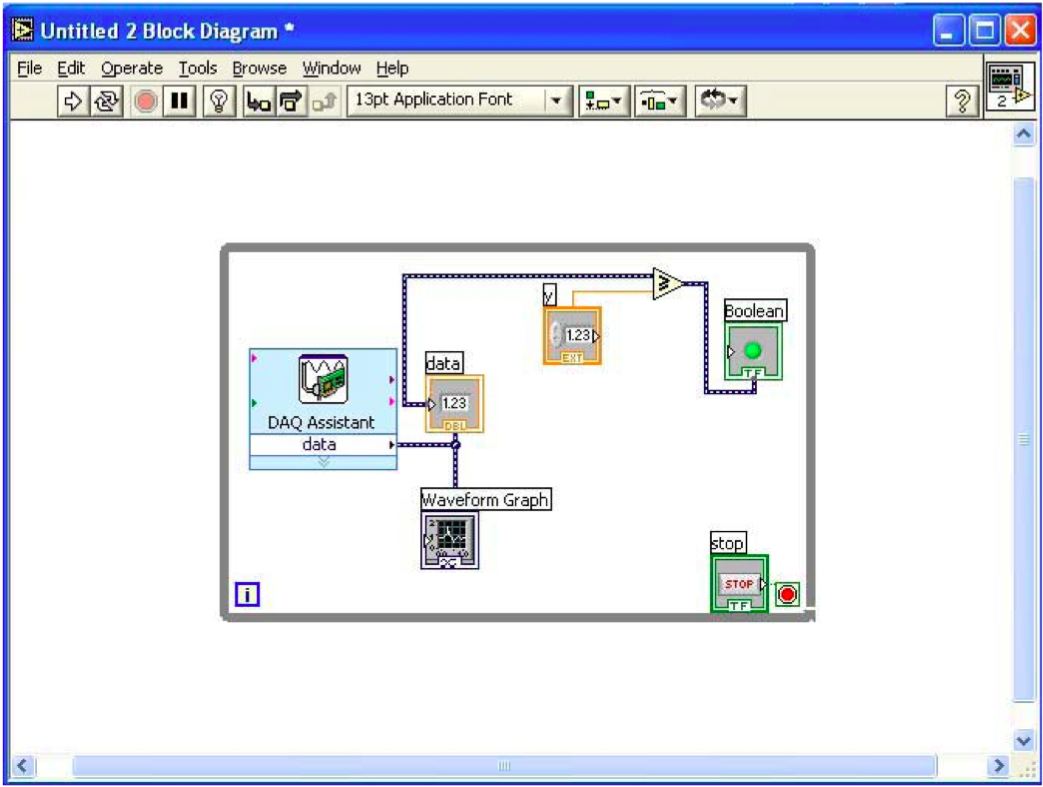 Untitled 2 Block Diagram *
File Edit Operate Tools Browse Window Help
13pt Application Font
?
2
y
1.23
EXT
Boolean
TF
data
1.23
DBL
DAQ Assistant
data
Waveform Graph
stop
STOP
TF
i